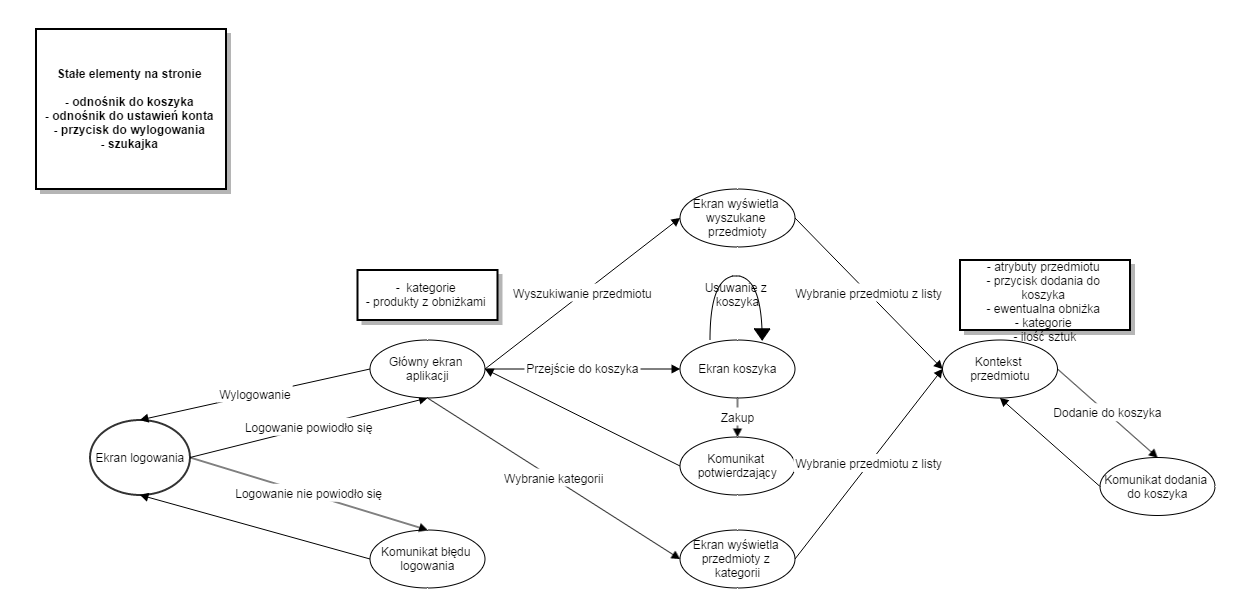 Stałe elementy na stronie
- odnośnik do koszyka
- odnośnik do ustawień konta
- przycisk do wylogowania
- szukajka
Ekran wyświetla
wyszukane
przedmioty
- kategorie
- produkty z obniżkami
Wyszukiwanie przedmiotu
Usuwanie z
koszyka
Wybranie przedmiotu z listy
- atrybuty przedmiotu
- przycisk dodania do
koszyka
- ewentualna obniżka
- kategorie
- ilość sztuk
Główny ekran
aplikacji
Przejście do koszyka
Ekran koszyka
Kontekst
przedmiotu
Wylogowanie
Logowanie powiodło się
Zakup
Dodanie do koszyka
Ekran logowania
Komunikat
potwierdzający
Wybranie przedmiotu z listy
Wybranie kategorii
Komunikat dodania
do koszyka
Logowanie nie powiodło się
Komunikat błędu
logowania
Ekran wyświetla
przedmioty z
kategorii